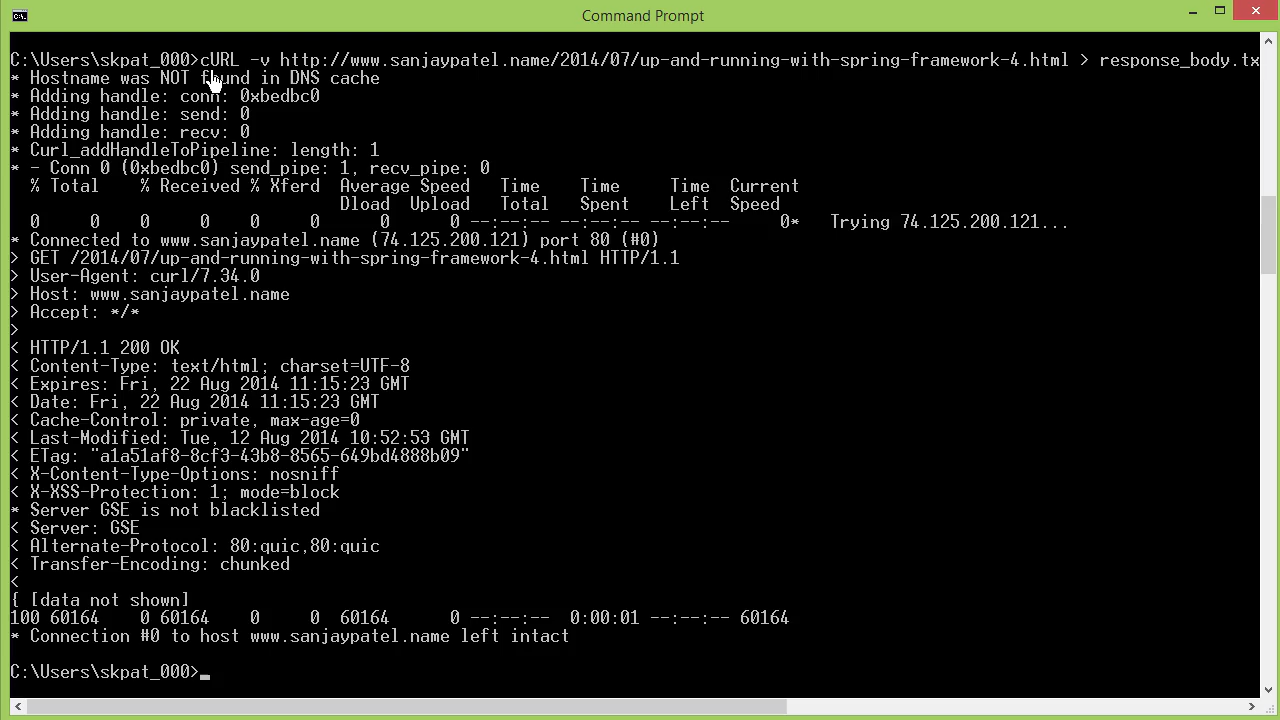 Command Prompt
C:\Users\skpat_000>cURL -v http://www.sanjaypatel.name/2014/07/up-and-running-with-spring-framework-4.html > response_body.tx
* Hostname was NOT found in DNS cache
* Adding handle: conn: 0xbedbc0
* Adding handle: send: 0
* Adding handle: recv: 0
* Curl_addHandleToPipeline: length: 1
* - Conn 0 (0xbedbc0) send_pipe: 1, recv_pipe: 0
  % Total    % Received % Xferd  Average Speed   Time    Time     Time  Current
                                 Dload  Upload   Total   Spent    Left  Speed
  0     0    0     0    0     0      0      0 --:--:-- --:--:-- --:--:--     0*   Trying 74.125.200.121...
* Connected to www.sanjaypatel.name (74.125.200.121) port 80 (#0)
> GET /2014/07/up-and-running-with-spring-framework-4.html HTTP/1.1
> User-Agent: curl/7.34.0
> Host: www.sanjaypatel.name
> Accept: */*
>
< HTTP/1.1 200 OK
< Content-Type: text/html; charset=UTF-8
< Expires: Fri, 22 Aug 2014 11:15:23 GMT
< Date: Fri, 22 Aug 2014 11:15:23 GMT
< Cache-Control: private, max-age=0
< Last-Modified: Tue, 12 Aug 2014 10:52:53 GMT
< ETag: "a1a51af8-8cf3-43b8-8565-649bd4888b09"
< X-Content-Type-Options: nosniff
< X-XSS-Protection: 1; mode=block
* Server GSE is not blacklisted
< Server: GSE
< Alternate-Protocol: 80:quic,80:quic
< Transfer-Encoding: chunked
<
{ [data not shown]
100 60164    0 60164    0     0  60164      0 --:--:--  0:00:01 --:--:-- 60164
* Connection #0 to host www.sanjaypatel.name left intact
C:\Users\skpat_000>_